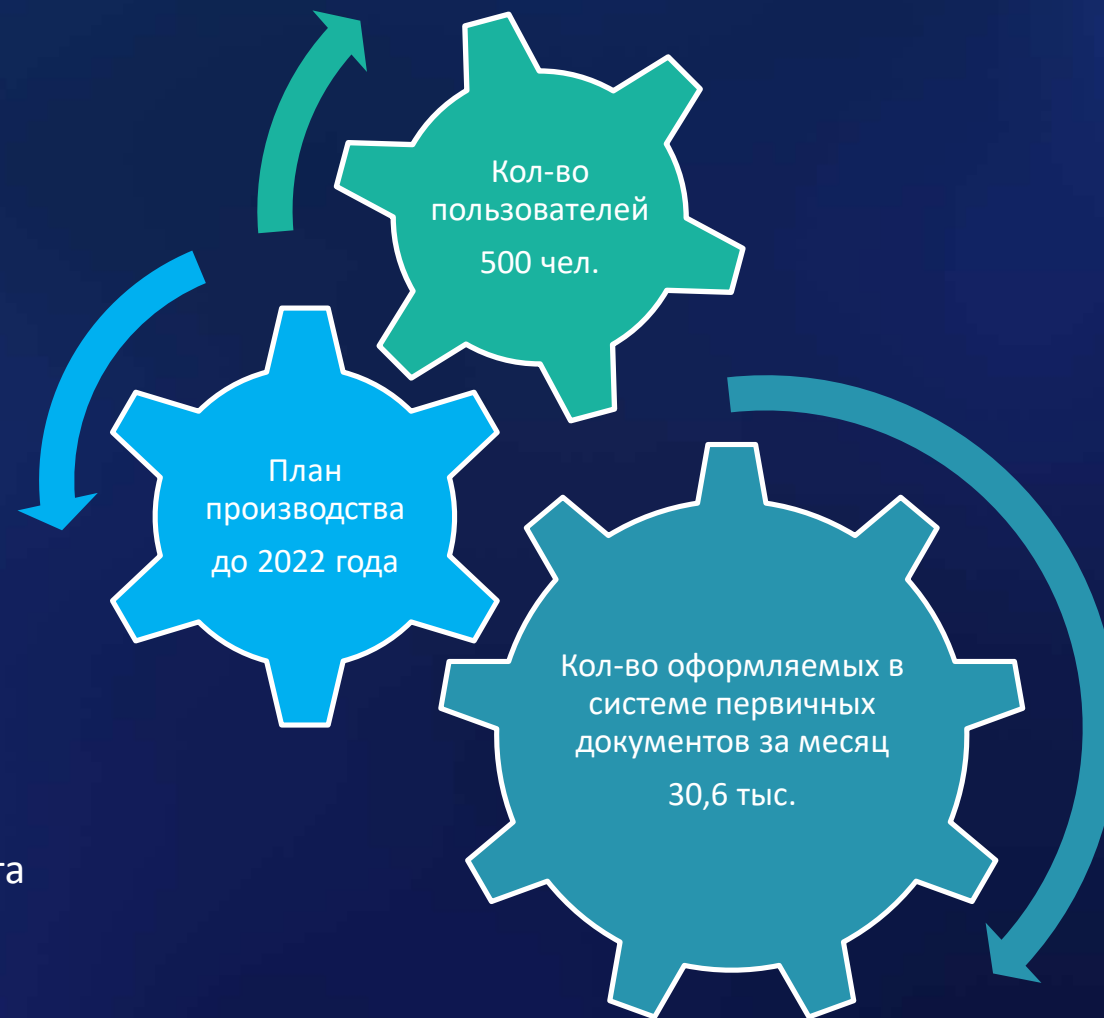 Кол-во
пользователей
500 чел.
План
производства
до 2022 года
Кол-во оформляемых в
системе первичных
документов за месяц
30,6 тыс.
та